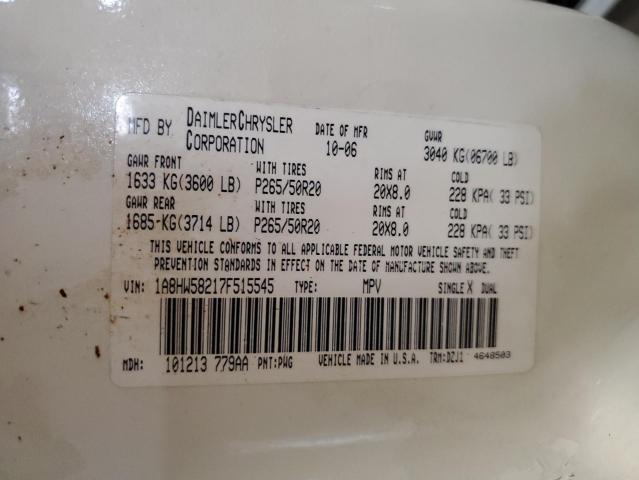 MFD BY DAIMLERCHRYSLER CORPORATION DATE OF MFR 10-06 GVWR 3040 KG(06700 LB)
GAWR FRONT WITH TIRES RIMS AT COLD
1633 KG(3600 LB) P265/50R20 20X8.0 228 KPA( 33 PSI)
GAWR REAR WITH TIRES RIMS AT COLD
1685-KG(3714 LB) P265/50R20 20X8.0 228 KPA( 33 PSI)
THIS VEHICLE CONFORMS TO ALL APPLICABLE FEDERAL MOTOR VEHICLE SAFETY AND THEFT
PREVENTION STANDARDS IN EFFECT ON THE DATE OF MANUFACTURE SHOWN ABOVE.
VIN: 1A8HW58217F515545 TYPE: MPV SINGLE X DUAL
MDH: 101213 779AA PNT:PWG VEHICLE MADE IN U.S.A. TRM:DZJ1 4648503